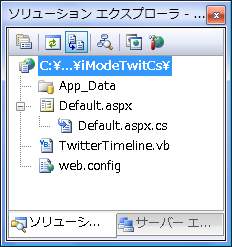 ソリューション エクスプローラ - ...
C:¥...¥iModeTwitCs¥
App_Data
Default.aspx
Default.aspx.cs
TwitterTimeline.vb
web.config
ソリューシ... サーバー エ...